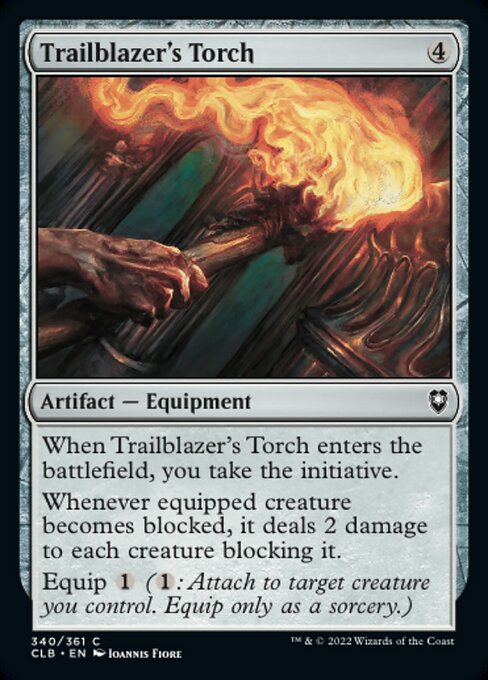 Trailblazer's Torch 4
Artifact — Equipment
When Trailblazer's Torch enters the
battlefield, you take the initiative.
Whenever equipped creature
becomes blocked, it deals 2 damage
to each creature blocking it.
Equip 1 (1: Attach to target creature
you control. Equip only as a sorcery.)
340/361 C
CLB • EN Ioannis Fiore
™ & © 2022 Wizards of the Coast